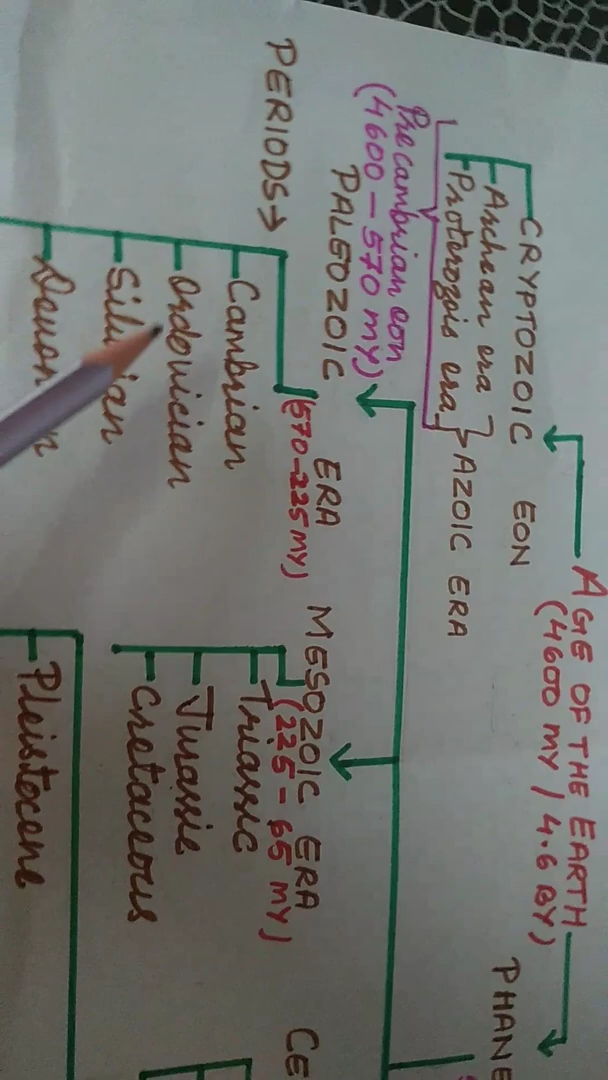 AGE OF THE EARTH
(4600 MY / 4.6 BY)
CRYPTOZOIC EON
Archean era
Proterozois era
} AZOIC ERA
Precambrian eon
(4600 - 570 MY)
PHANE
PALEOZOIC ERA
(570-225 MY)
PERIODS →
Cambrian
Ordovician
MESOZOIC ERA
(225 - 65 MY)
Triassic
Jurassic
Cretaceous
CE
Pleistocene